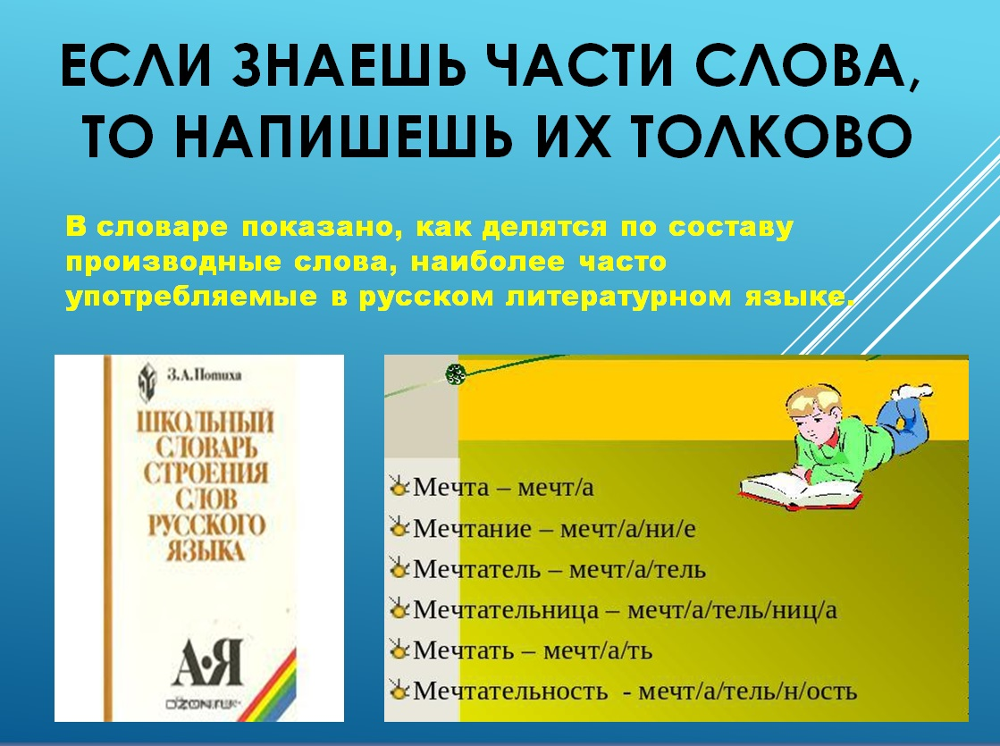 ЕСЛИ ЗНАЕШЬ ЧАСТИ СЛОВА,
ТО НАПИШЕШЬ ИХ ТОЛКОВО
В словаре показано, как делятся по составу
производные слова, наиболее часто
употребляемые в русском литературном языке.
З.А.Потиха
ШКОЛЬНЫЙ
СЛОВАРЬ
СТРОЕНИЯ
СЛОВ
РУССКОГО
ЯЗЫКА
А•Я
OZON.RU
Мечта – мечт/а
Мечтание – мечт/а/ни/е
Мечтатель – мечт/а/тель
Мечтательница – мечт/а/тель/ниц/а
Мечтать – мечт/а/ть
Мечтательность - мечт/а/тель/н/ость